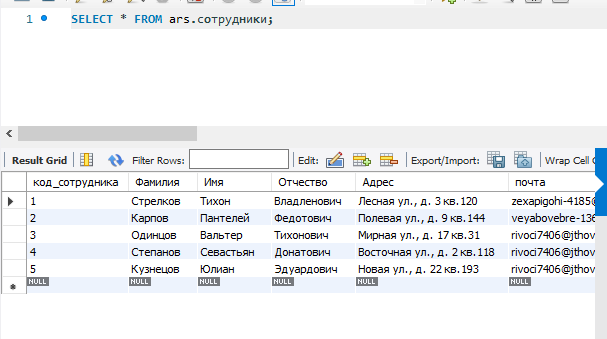 1 SELECT * FROM ars.сотрудники;
Result Grid Filter Rows: Edit: Export/Import: Wrap Cell
код_сотрудника Фамилия Имя Отчество Адрес почта
1 Стрелков Тихон Владленович Лесная ул., д. 3 кв.120 zexapigohi-4185@
2 Карпов Пантелей Федотович Полевая ул., д. 9 кв.144 veyabovebre-136
3 Одинцов Вальтер Тихонович Мирная ул., д. 17 кв.31 rivoci7406@jthov
4 Степанов Севастьян Донатович Восточная ул., д. 2 кв.118 rivoci7406@jthov
5 Кузнецов Юлиан Эдуардович Новая ул., д. 22 кв.193 rivoci7406@jthov
NULL NULL NULL NULL NULL NULL